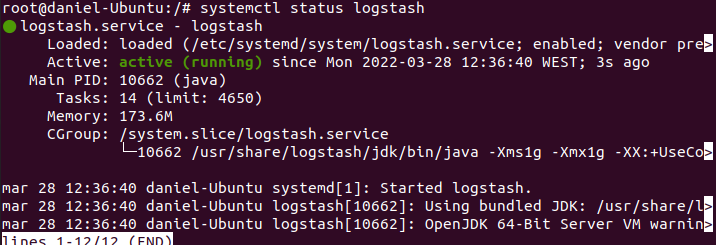 root@daniel-Ubuntu:/# systemctl status logstash
● logstash.service - logstash
     Loaded: loaded (/etc/systemd/system/logstash.service; enabled; vendor pre>
     Active: active (running) since Mon 2022-03-28 12:36:40 WEST; 3s ago
   Main PID: 10662 (java)
      Tasks: 14 (limit: 4650)
     Memory: 173.6M
     CGroup: /system.slice/logstash.service
             └─10662 /usr/share/logstash/jdk/bin/java -Xms1g -Xmx1g -XX:+UseCo>

mar 28 12:36:40 daniel-Ubuntu systemd[1]: Started logstash.
mar 28 12:36:40 daniel-Ubuntu logstash[10662]: Using bundled JDK: /usr/share/l>
mar 28 12:36:40 daniel-Ubuntu logstash[10662]: OpenJDK 64-Bit Server VM warnin>
lines 1-12/12 (END)